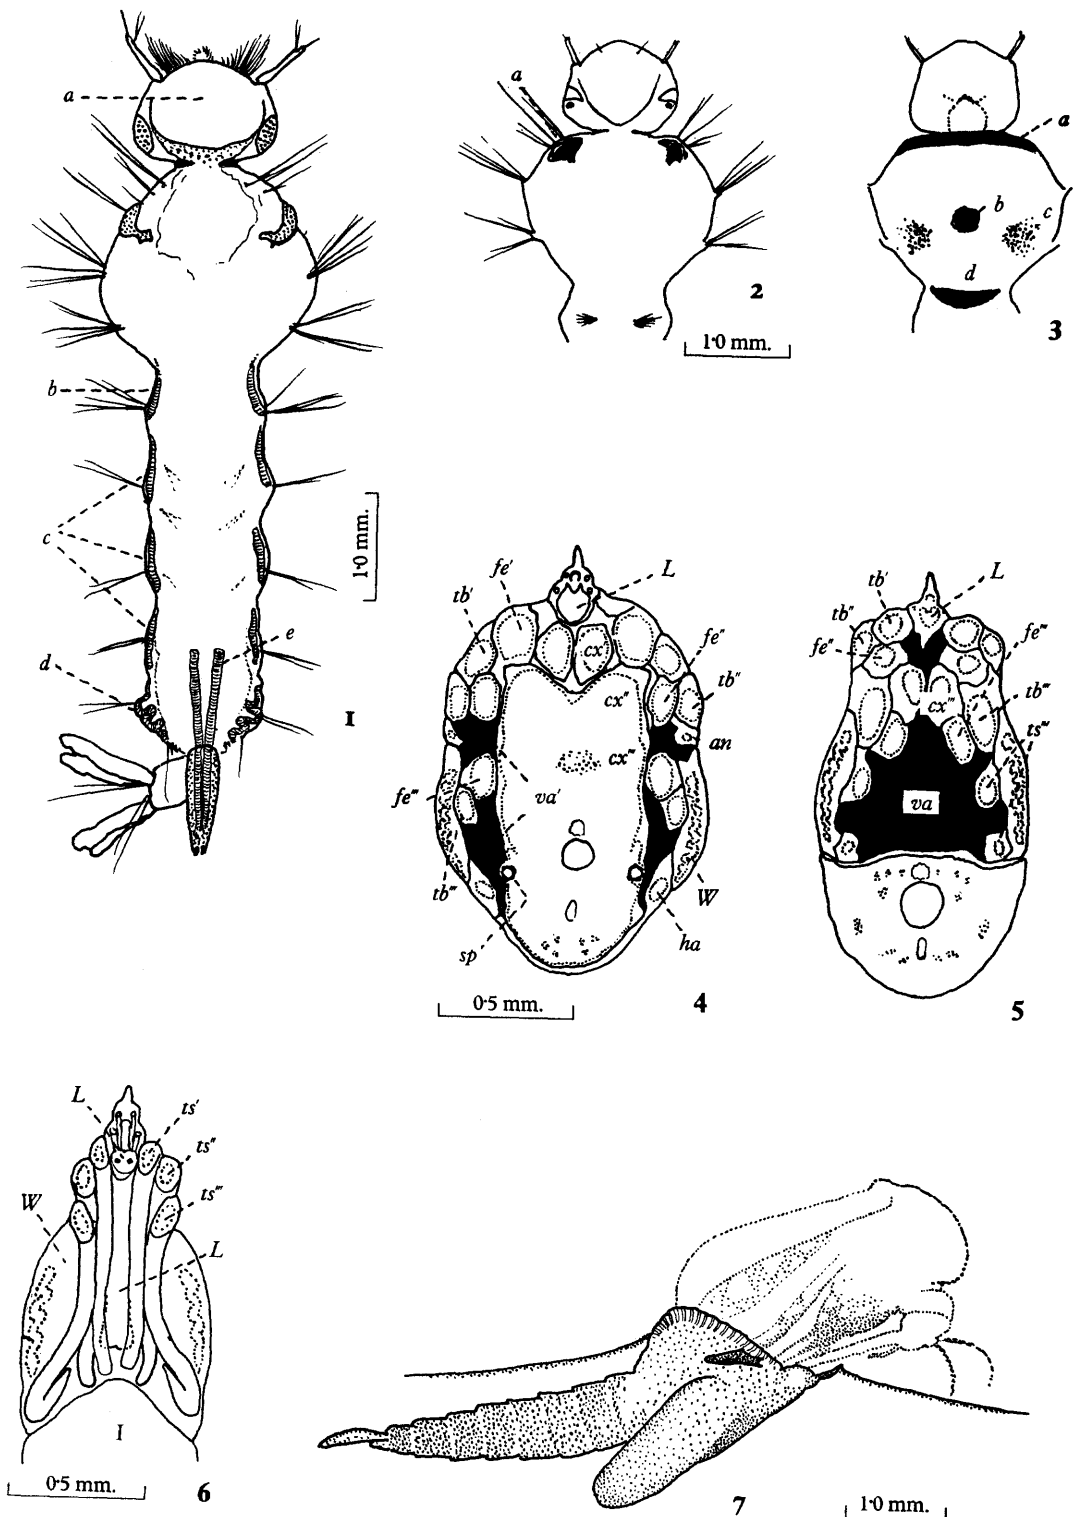 a
b
c
d
e
1·0 mm.
1
a
2
1·0 mm.
a
b
c
d
3
L
fe′
tb′
cx′
fe″
cx″
tb″
cx‴
an
fe‴
va′
tb‴
W
sp
ha
0·5 mm.
4
tb′
L
tb″
fe″
fe‴
cx‴
tb‴
ts‴
va
5
L
ts′
ts″
W
ts‴
L
I
0·5 mm.
6
7
1·0 mm.